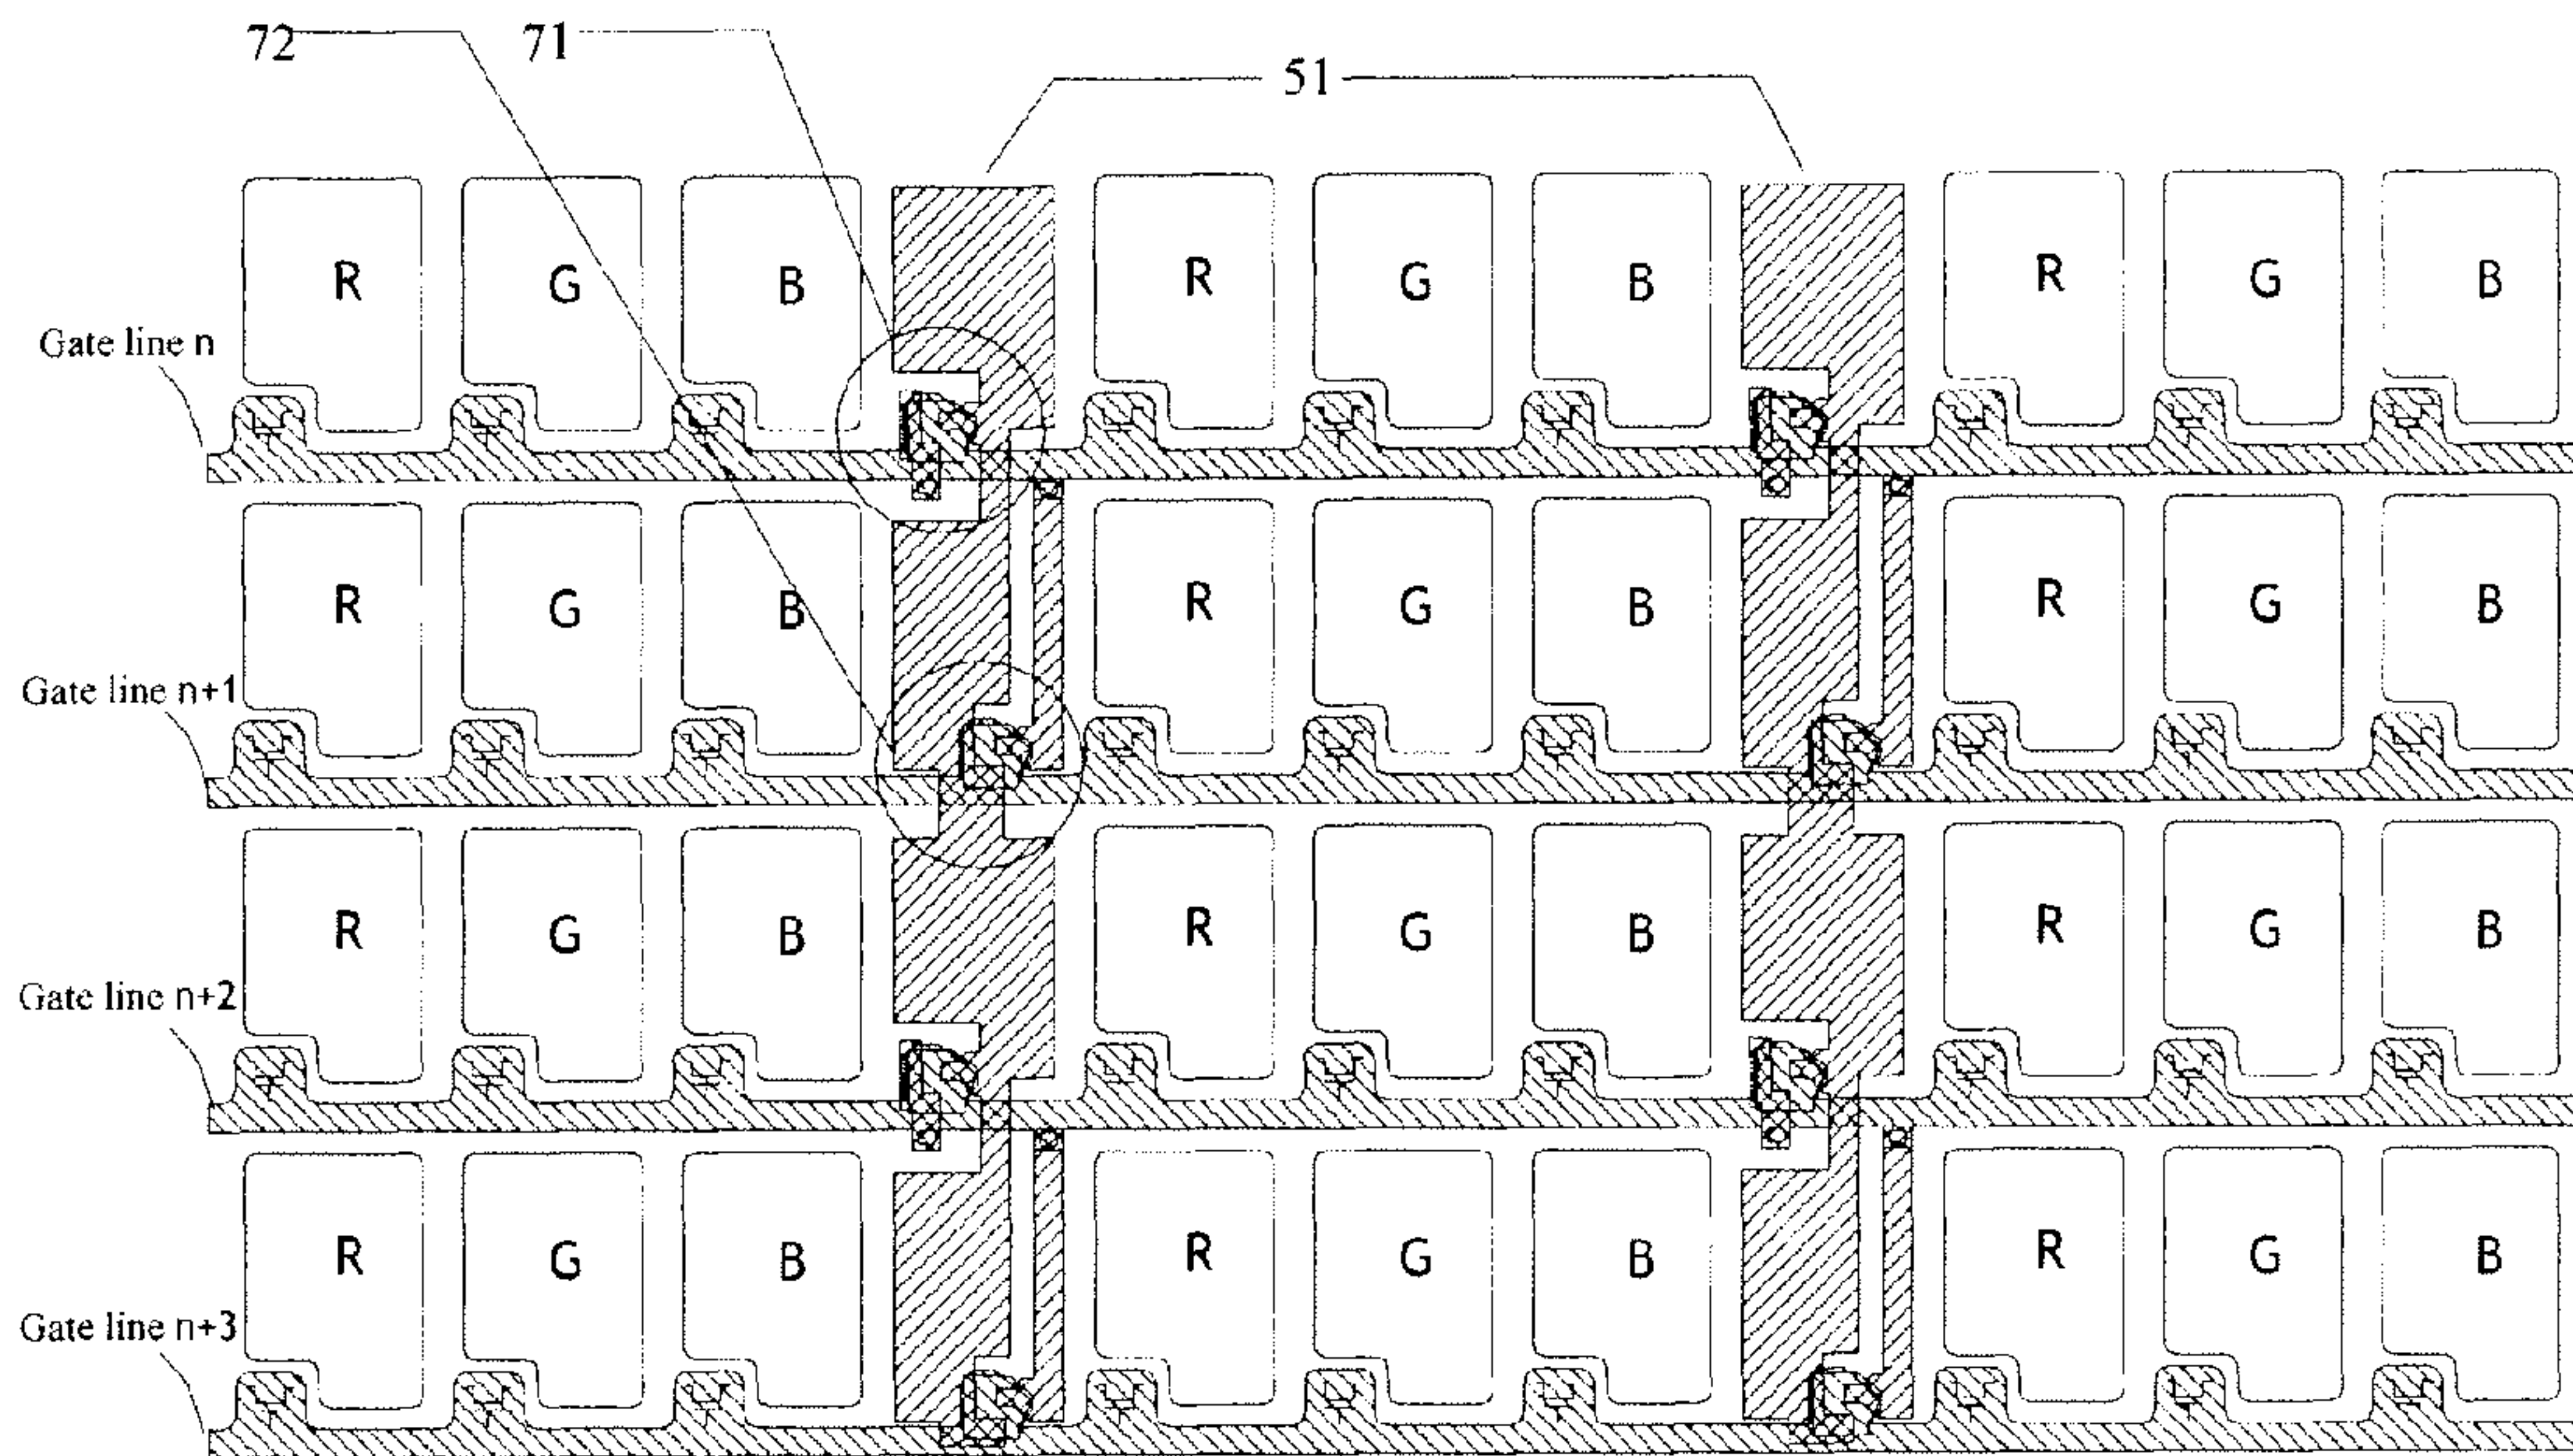 72 71 51
R G B R G B R G B
Gate line n
R G B R G B R G B
Gate line n+1
R G B R G B R G B
Gate line n+2
R G B R G B R G B
Gate line n+3